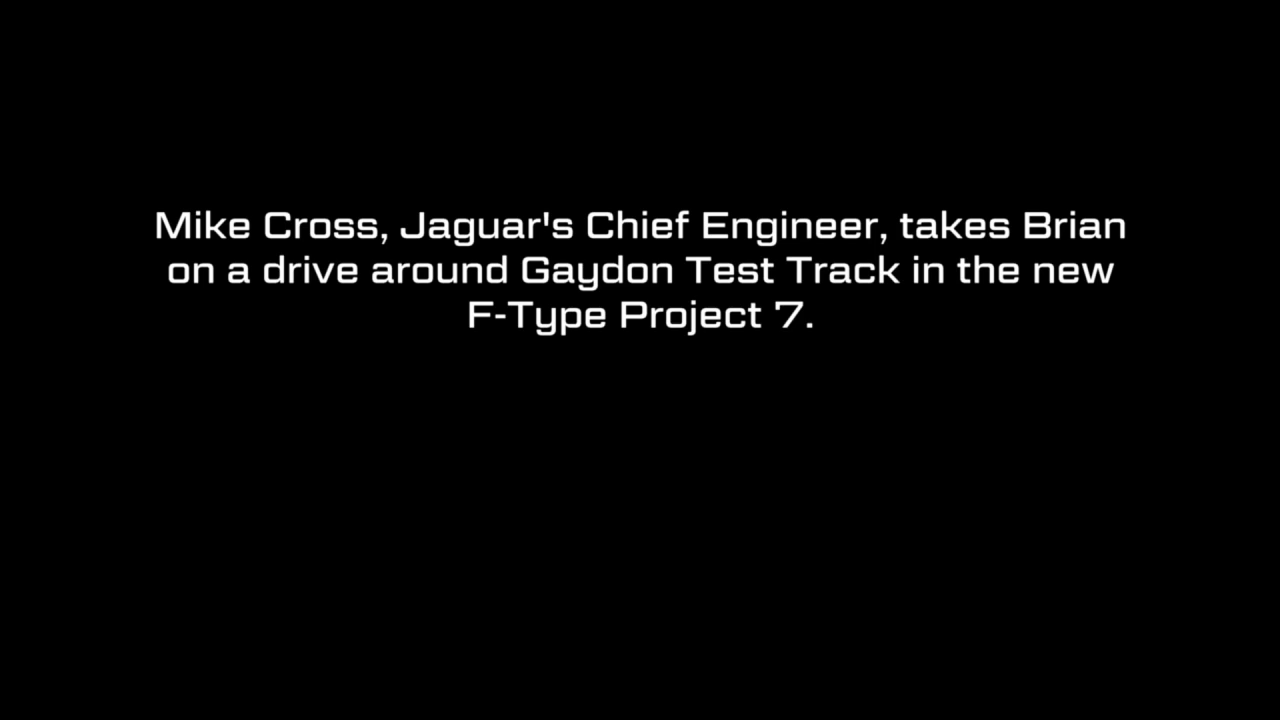 Mike Cross, Jaguar's Chief Engineer, takes Brian
on a drive around Gaydon Test Track in the new
F-Type Project 7.